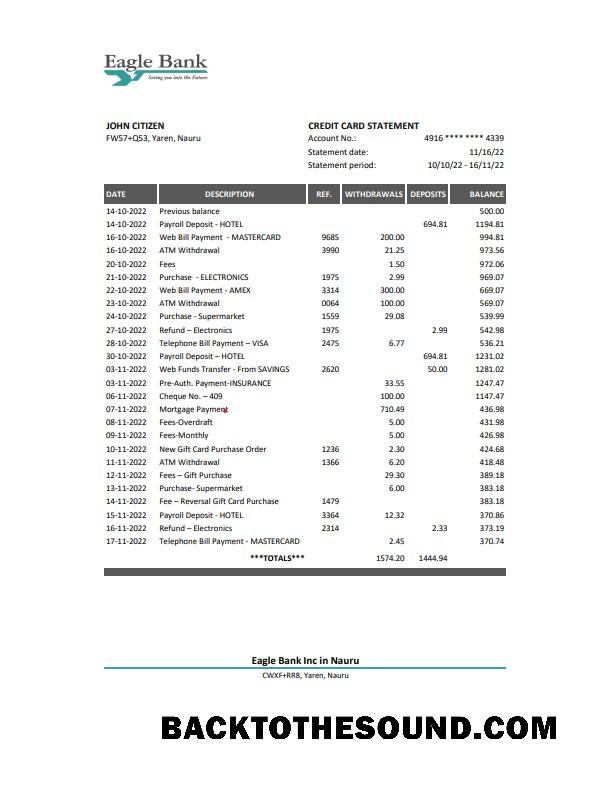 Eagle Bank
Seeing you into the Future
JOHN CITIZEN
FW57+Q53, Yaren, Nauru
CREDIT CARD STATEMENT
Account No.: 4916 **** **** 4339
Statement date: 11/16/22
Statement period: 10/10/22 - 16/11/22
DATE DESCRIPTION REF. WITHDRAWALS DEPOSITS BALANCE
14-10-2022 Previous balance 500.00
14-10-2022 Payroll Deposit - HOTEL 694.81 1194.81
16-10-2022 Web Bill Payment - MASTERCARD 9685 200.00 994.81
16-10-2022 ATM Withdrawal 3990 21.25 973.56
20-10-2022 Fees 1.50 972.06
21-10-2022 Purchase - ELECTRONICS 1975 2.99 969.07
22-10-2022 Web Bill Payment - AMEX 3314 300.00 669.07
23-10-2022 ATM Withdrawal 0064 100.00 569.07
24-10-2022 Purchase - Supermarket 1559 29.08 539.99
27-10-2022 Refund – Electronics 1975 2.99 542.98
28-10-2022 Telephone Bill Payment – VISA 2475 6.77 536.21
30-10-2022 Payroll Deposit – HOTEL 694.81 1231.02
03-11-2022 Web Funds Transfer - From SAVINGS 2620 50.00 1281.02
03-11-2022 Pre-Auth. Payment-INSURANCE 33.55 1247.47
06-11-2022 Cheque No. – 409 100.00 1147.47
07-11-2022 Mortgage Payment 710.49 436.98
08-11-2022 Fees-Overdraft 5.00 431.98
09-11-2022 Fees-Monthly 5.00 426.98
10-11-2022 New Gift Card Purchase Order 1236 2.30 424.68
11-11-2022 ATM Withdrawal 1366 6.20 418.48
12-11-2022 Fees – Gift Purchase 29.30 389.18
13-11-2022 Purchase- Supermarket 6.00 383.18
14-11-2022 Fee – Reversal Gift Card Purchase 1479 383.18
15-11-2022 Payroll Deposit - HOTEL 3364 12.32 370.86
16-11-2022 Refund – Electronics 2314 2.33 373.19
17-11-2022 Telephone Bill Payment - MASTERCARD 2.45 370.74
***TOTALS*** 1574.20 1444.94
Eagle Bank Inc in Nauru
CWXF+RR8, Yaren, Nauru
BACKTOTHESOUND.COM